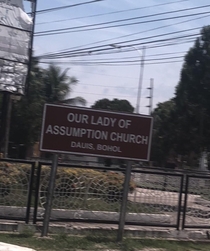 OUR LADY OF
ASSUMPTION CHURCH
DAUIS, BOHOL